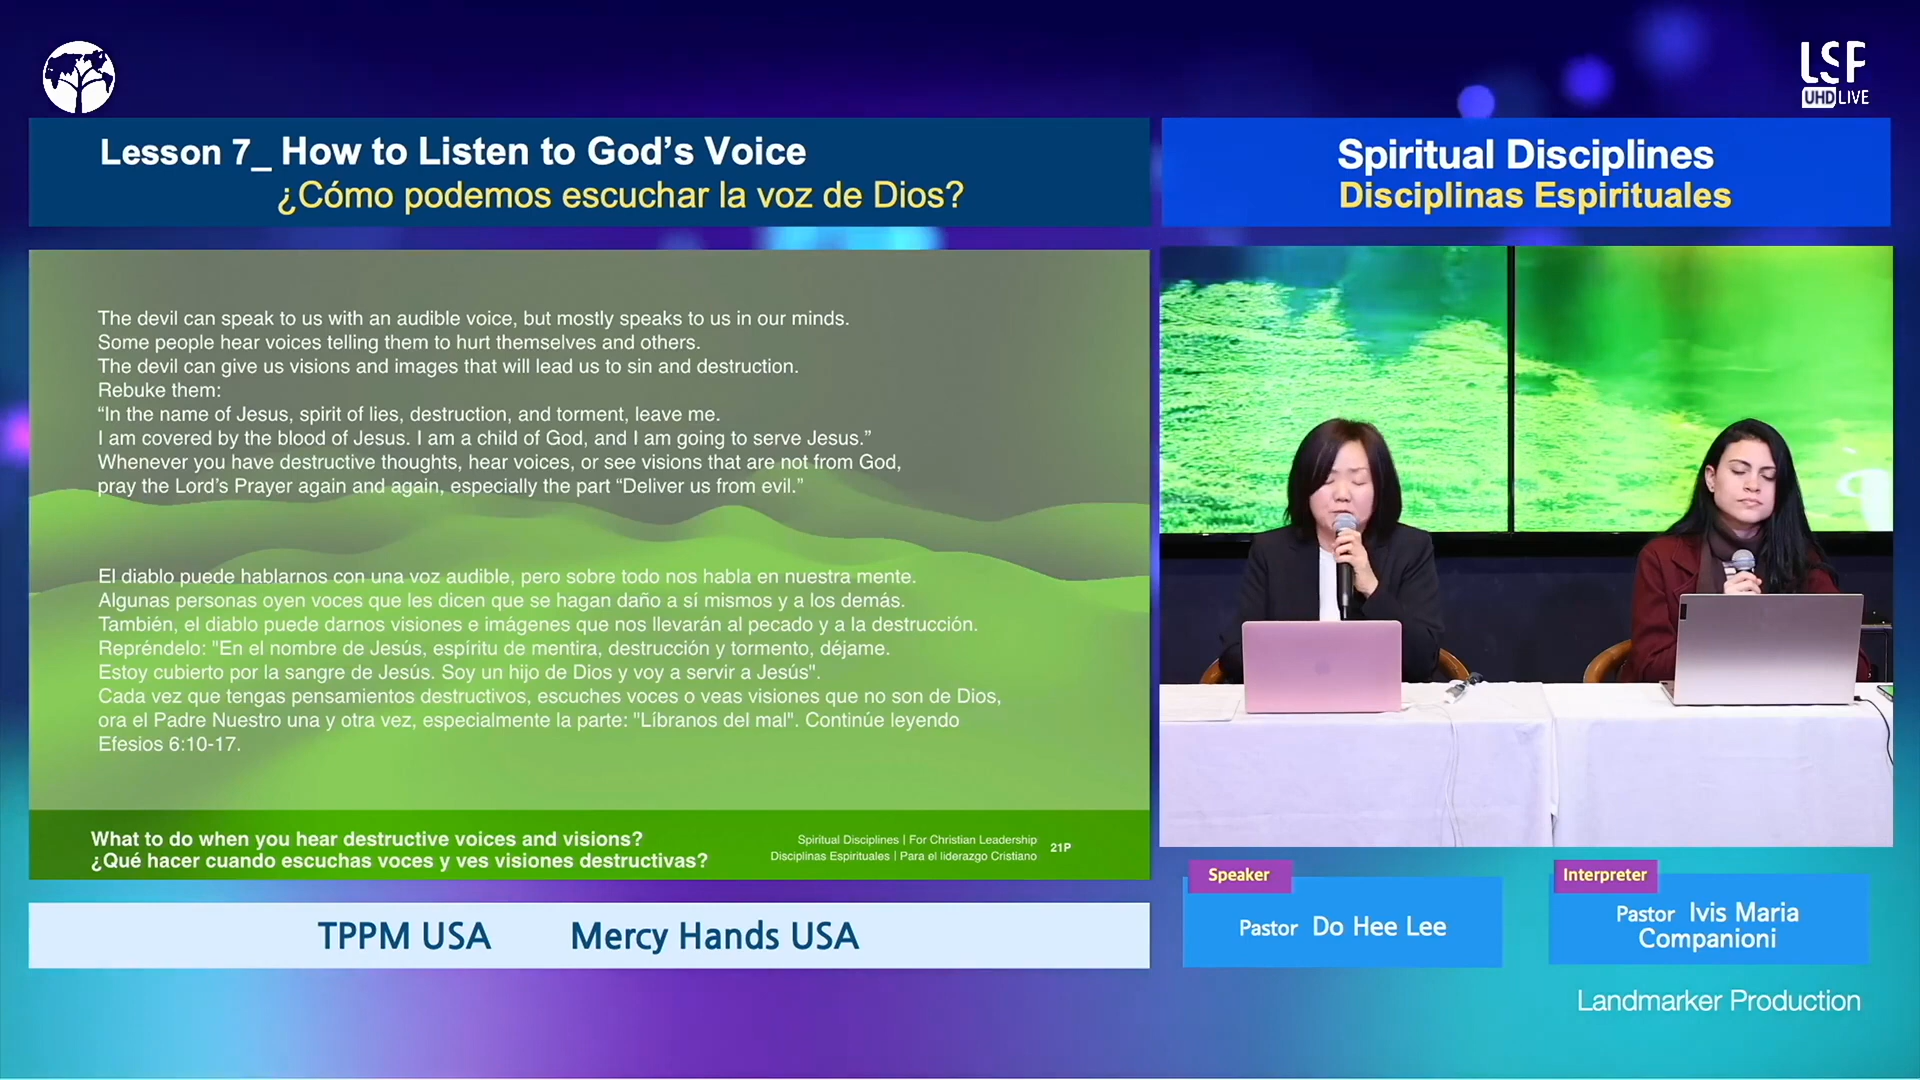 LSF
UHD LIVE
Lesson 7_ How to Listen to God's Voice
¿Cómo podemos escuchar la voz de Dios?
Spiritual Disciplines
Disciplinas Espirituales
The devil can speak to us with an audible voice, but mostly speaks to us in our minds.
Some people hear voices telling them to hurt themselves and others.
The devil can give us visions and images that will lead us to sin and destruction.
Rebuke them:
“In the name of Jesus, spirit of lies, destruction, and torment, leave me.
I am covered by the blood of Jesus. I am a child of God, and I am going to serve Jesus.”
Whenever you have destructive thoughts, hear voices, or see visions that are not from God,
pray the Lord's Prayer again and again, especially the part “Deliver us from evil.”
El diablo puede hablarnos con una voz audible, pero sobre todo nos habla en nuestra mente.
Algunas personas oyen voces que les dicen que se hagan daño a sí mismos y a los demás.
También, el diablo puede darnos visiones e imágenes que nos llevarán al pecado y a la destrucción.
Repréndelo: "En el nombre de Jesús, espíritu de mentira, destrucción y tormento, déjame.
Estoy cubierto por la sangre de Jesús. Soy un hijo de Dios y voy a servir a Jesús".
Cada vez que tengas pensamientos destructivos, escuches voces o veas visiones que no son de Dios,
ora el Padre Nuestro una y otra vez, especialmente la parte: "Líbranos del mal". Continúe leyendo
Efesios 6:10-17.
What to do when you hear destructive voices and visions?
¿Qué hacer cuando escuchas voces y ves visiones destructivas?
Spiritual Disciplines | For Christian Leadership
Disciplinas Espirituales | Para el liderazgo Cristiano
21P
TPPM USA Mercy Hands USA
Speaker
Pastor Do Hee Lee
Interpreter
Pastor Ivis Maria
Companioni
Landmarker Production